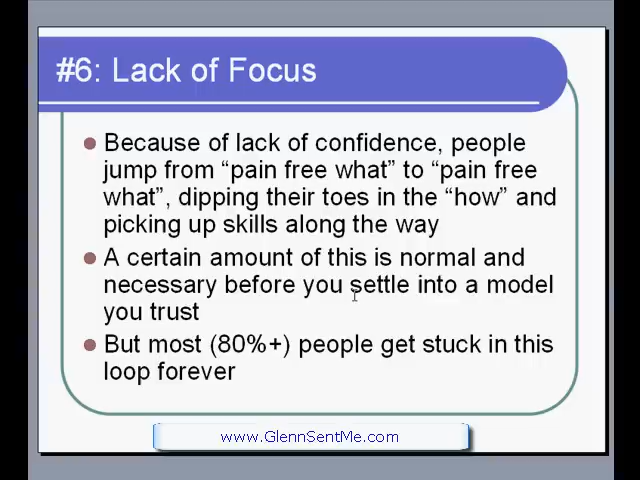 #6: Lack of Focus
Because of lack of confidence, people
jump from “pain free what” to “pain free
what”, dipping their toes in the “how” and
picking up skills along the way
A certain amount of this is normal and
necessary before you settle into a model
you trust
But most (80%+) people get stuck in this
loop forever
www.GlennSentMe.com